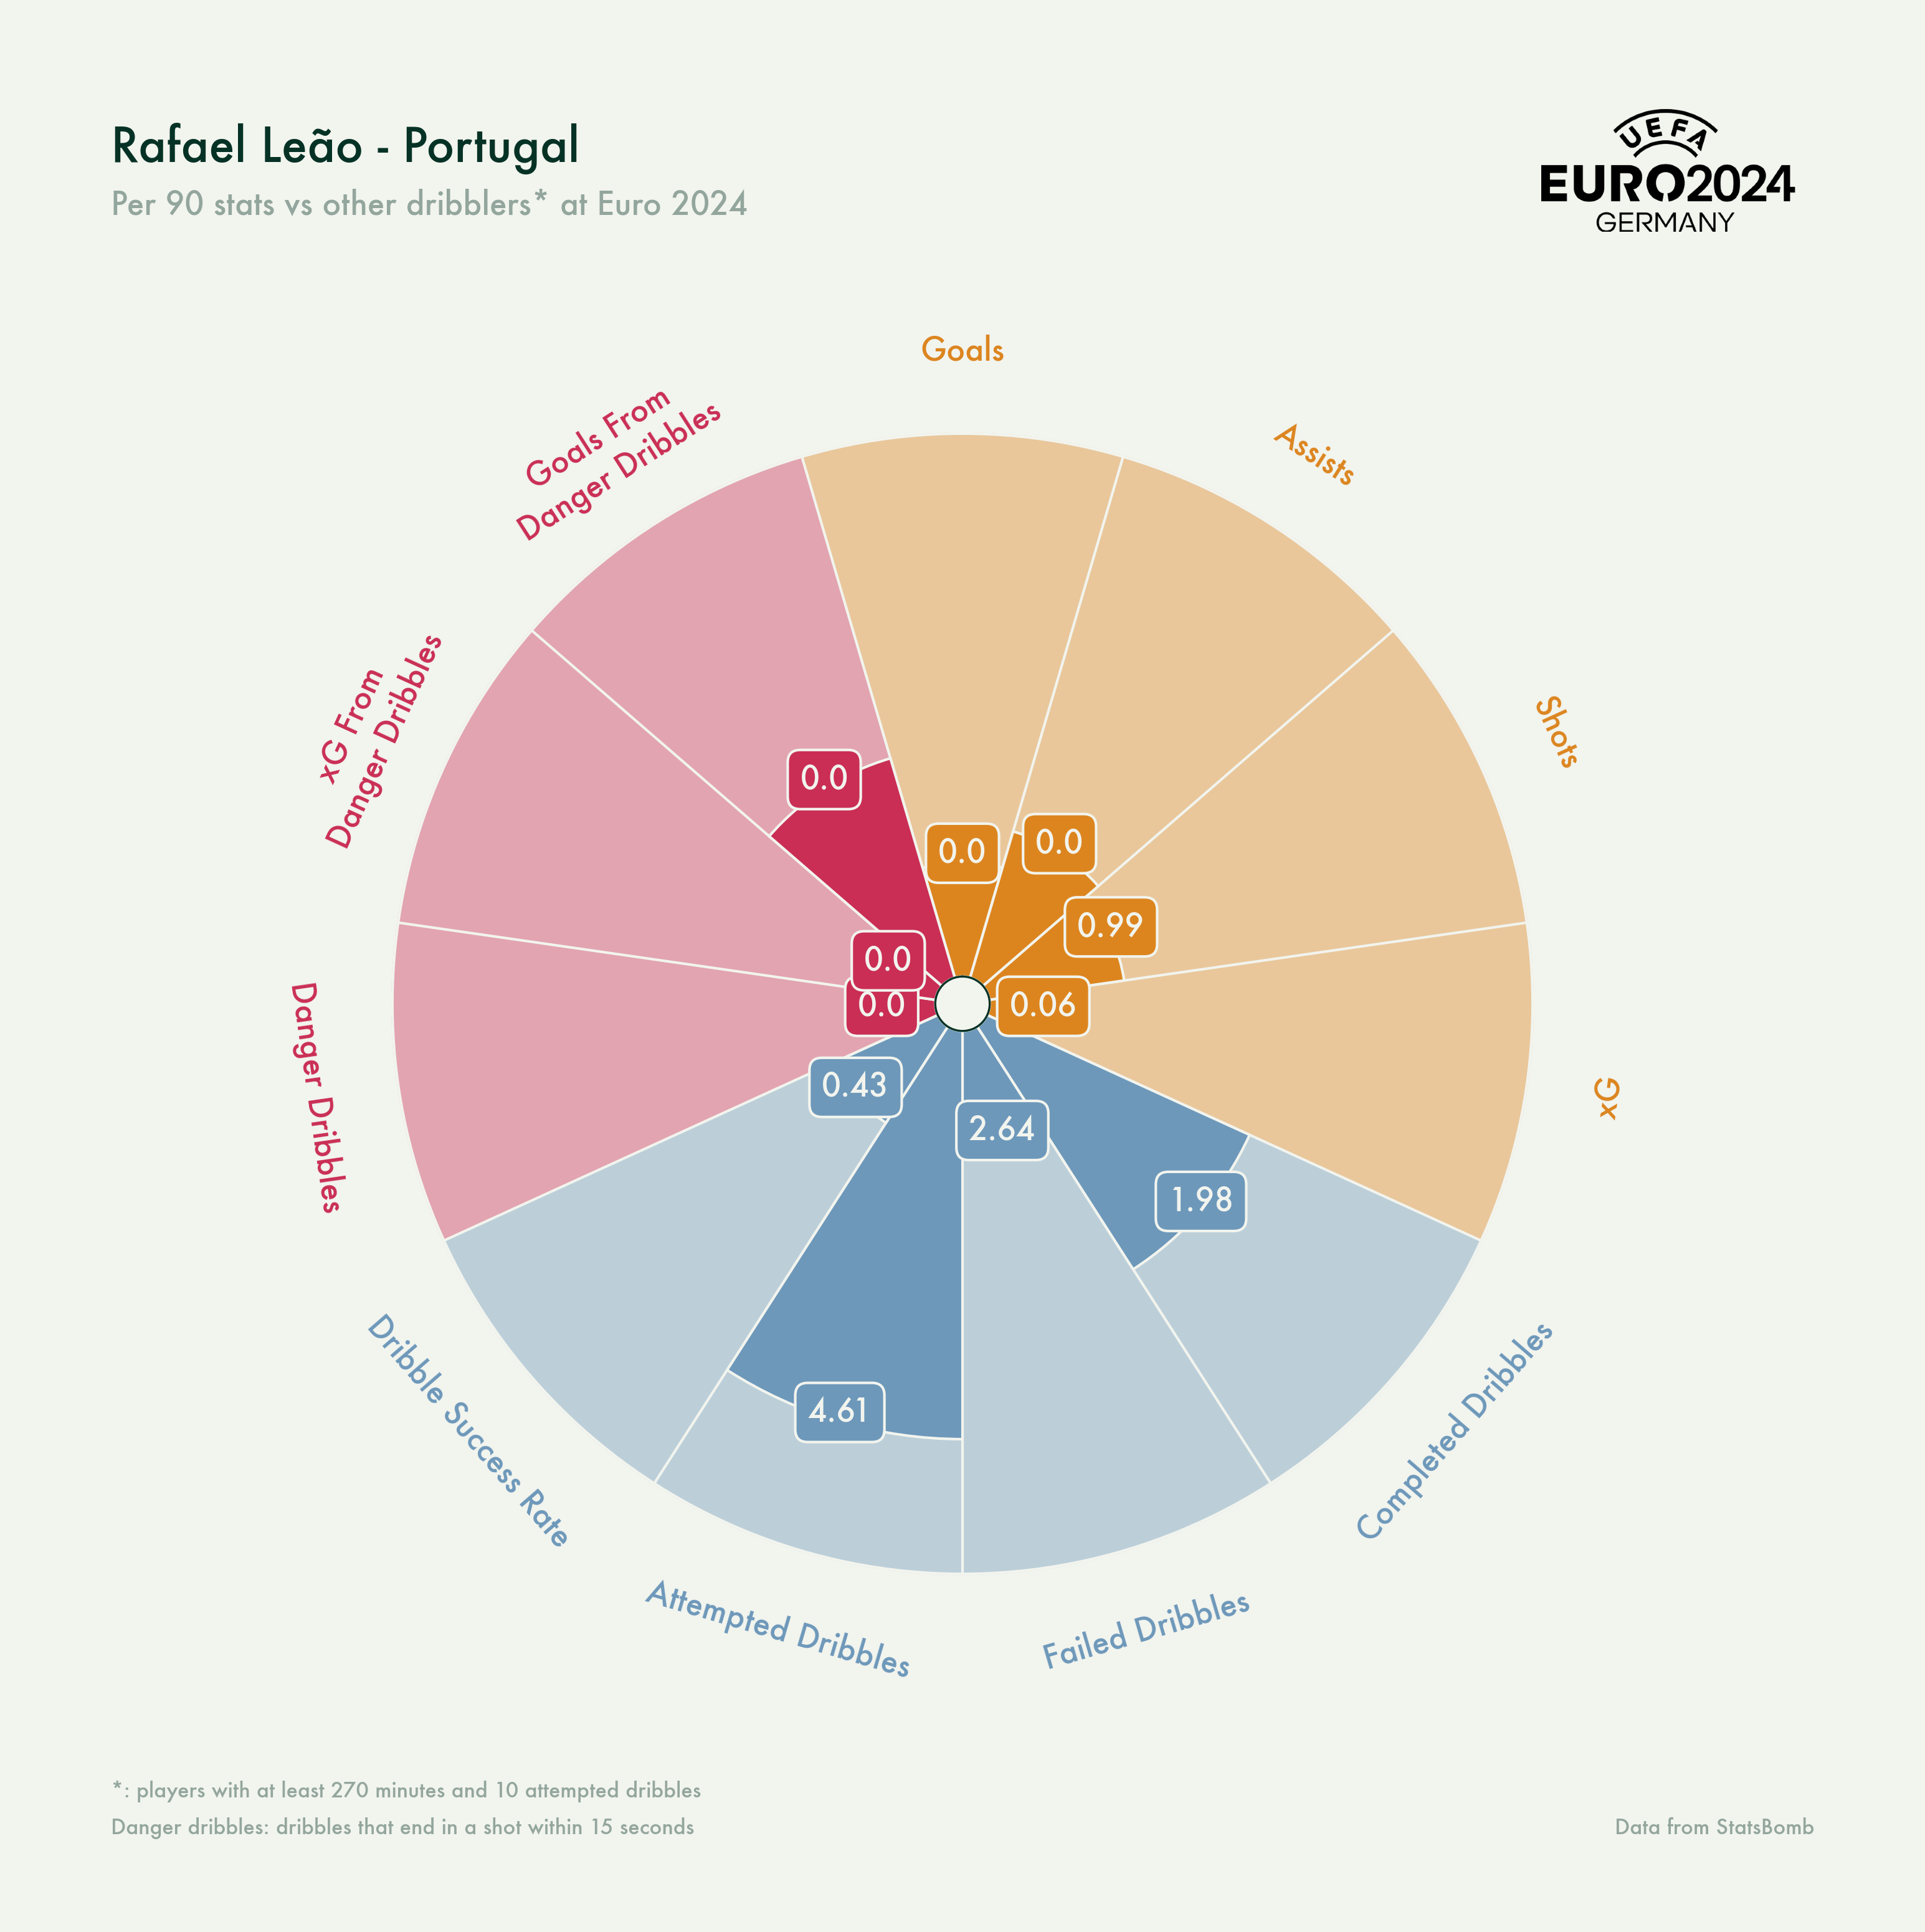 Rafael Leão - Portugal
Per 90 stats vs other dribblers* at Euro 2024
UEFA
EURO2024
GERMANY
Goals
Assists
Shots
xG
Completed Dribbles
Failed Dribbles
Attempted Dribbles
Dribble Success Rate
Danger Dribbles
xG From
Danger Dribbles
Goals From
Danger Dribbles
0.0
0.0
0.99
0.06
1.98
2.64
4.61
0.43
0.0
0.0
0.0
*: players with at least 270 minutes and 10 attempted dribbles
Danger dribbles: dribbles that end in a shot within 15 seconds
Data from StatsBomb